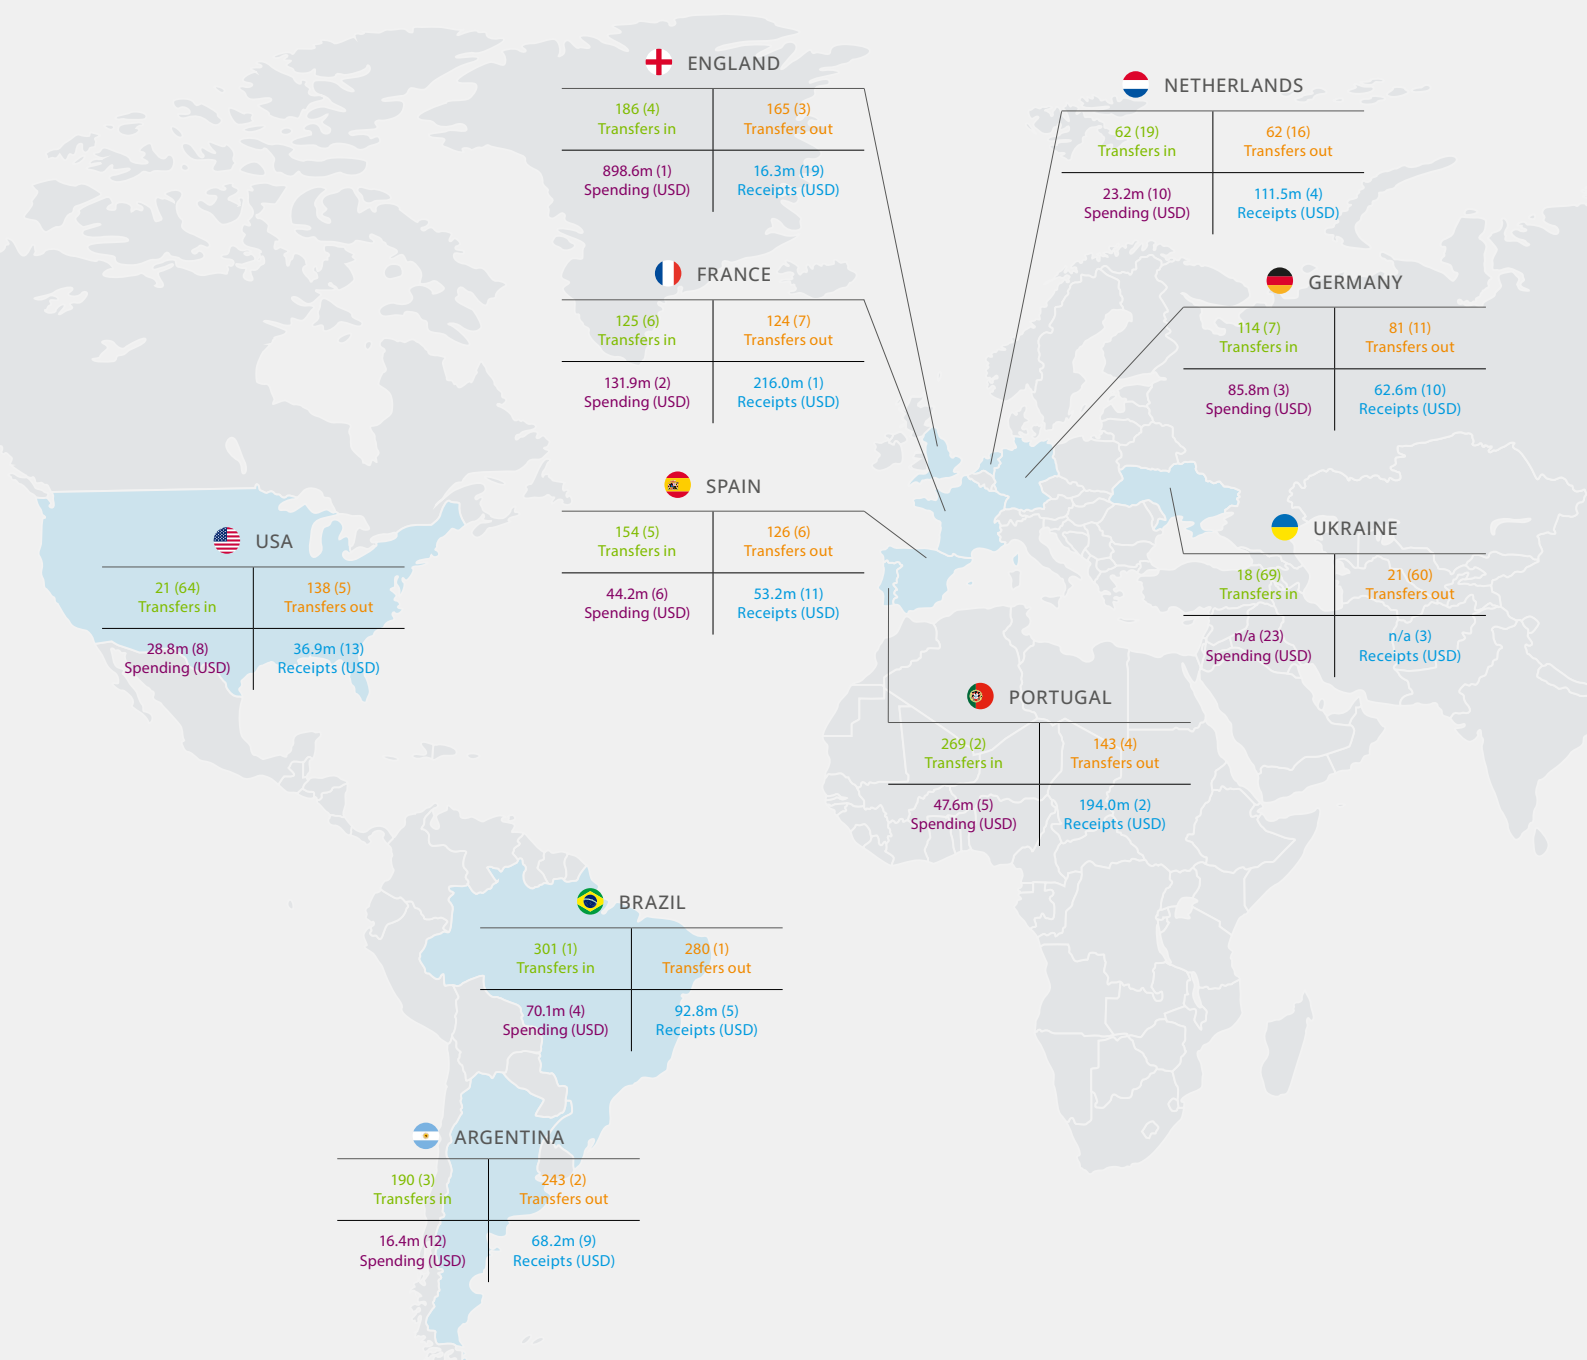 ENGLAND
186 (4)
Transfers in
165 (3)
Transfers out
898.6m (1)
Spending (USD)
16.3m (19)
Receipts (USD)
NETHERLANDS
62 (19)
Transfers in
62 (16)
Transfers out
23.2m (10)
Spending (USD)
111.5m (4)
Receipts (USD)
FRANCE
125 (6)
Transfers in
124 (7)
Transfers out
131.9m (2)
Spending (USD)
216.0m (1)
Receipts (USD)
GERMANY
114 (7)
Transfers in
81 (11)
Transfers out
85.8m (3)
Spending (USD)
62.6m (10)
Receipts (USD)
SPAIN
154 (5)
Transfers in
126 (6)
Transfers out
44.2m (6)
Spending (USD)
53.2m (11)
Receipts (USD)
USA
21 (64)
Transfers in
138 (5)
Transfers out
28.8m (8)
Spending (USD)
36.9m (13)
Receipts (USD)
UKRAINE
18 (69)
Transfers in
21 (60)
Transfers out
n/a (23)
Spending (USD)
n/a (3)
Receipts (USD)
PORTUGAL
269 (2)
Transfers in
143 (4)
Transfers out
47.6m (5)
Spending (USD)
194.0m (2)
Receipts (USD)
BRAZIL
301 (1)
Transfers in
280 (1)
Transfers out
70.1m (4)
Spending (USD)
92.8m (5)
Receipts (USD)
ARGENTINA
190 (3)
Transfers in
243 (2)
Transfers out
16.4m (12)
Spending (USD)
68.2m (9)
Receipts (USD)